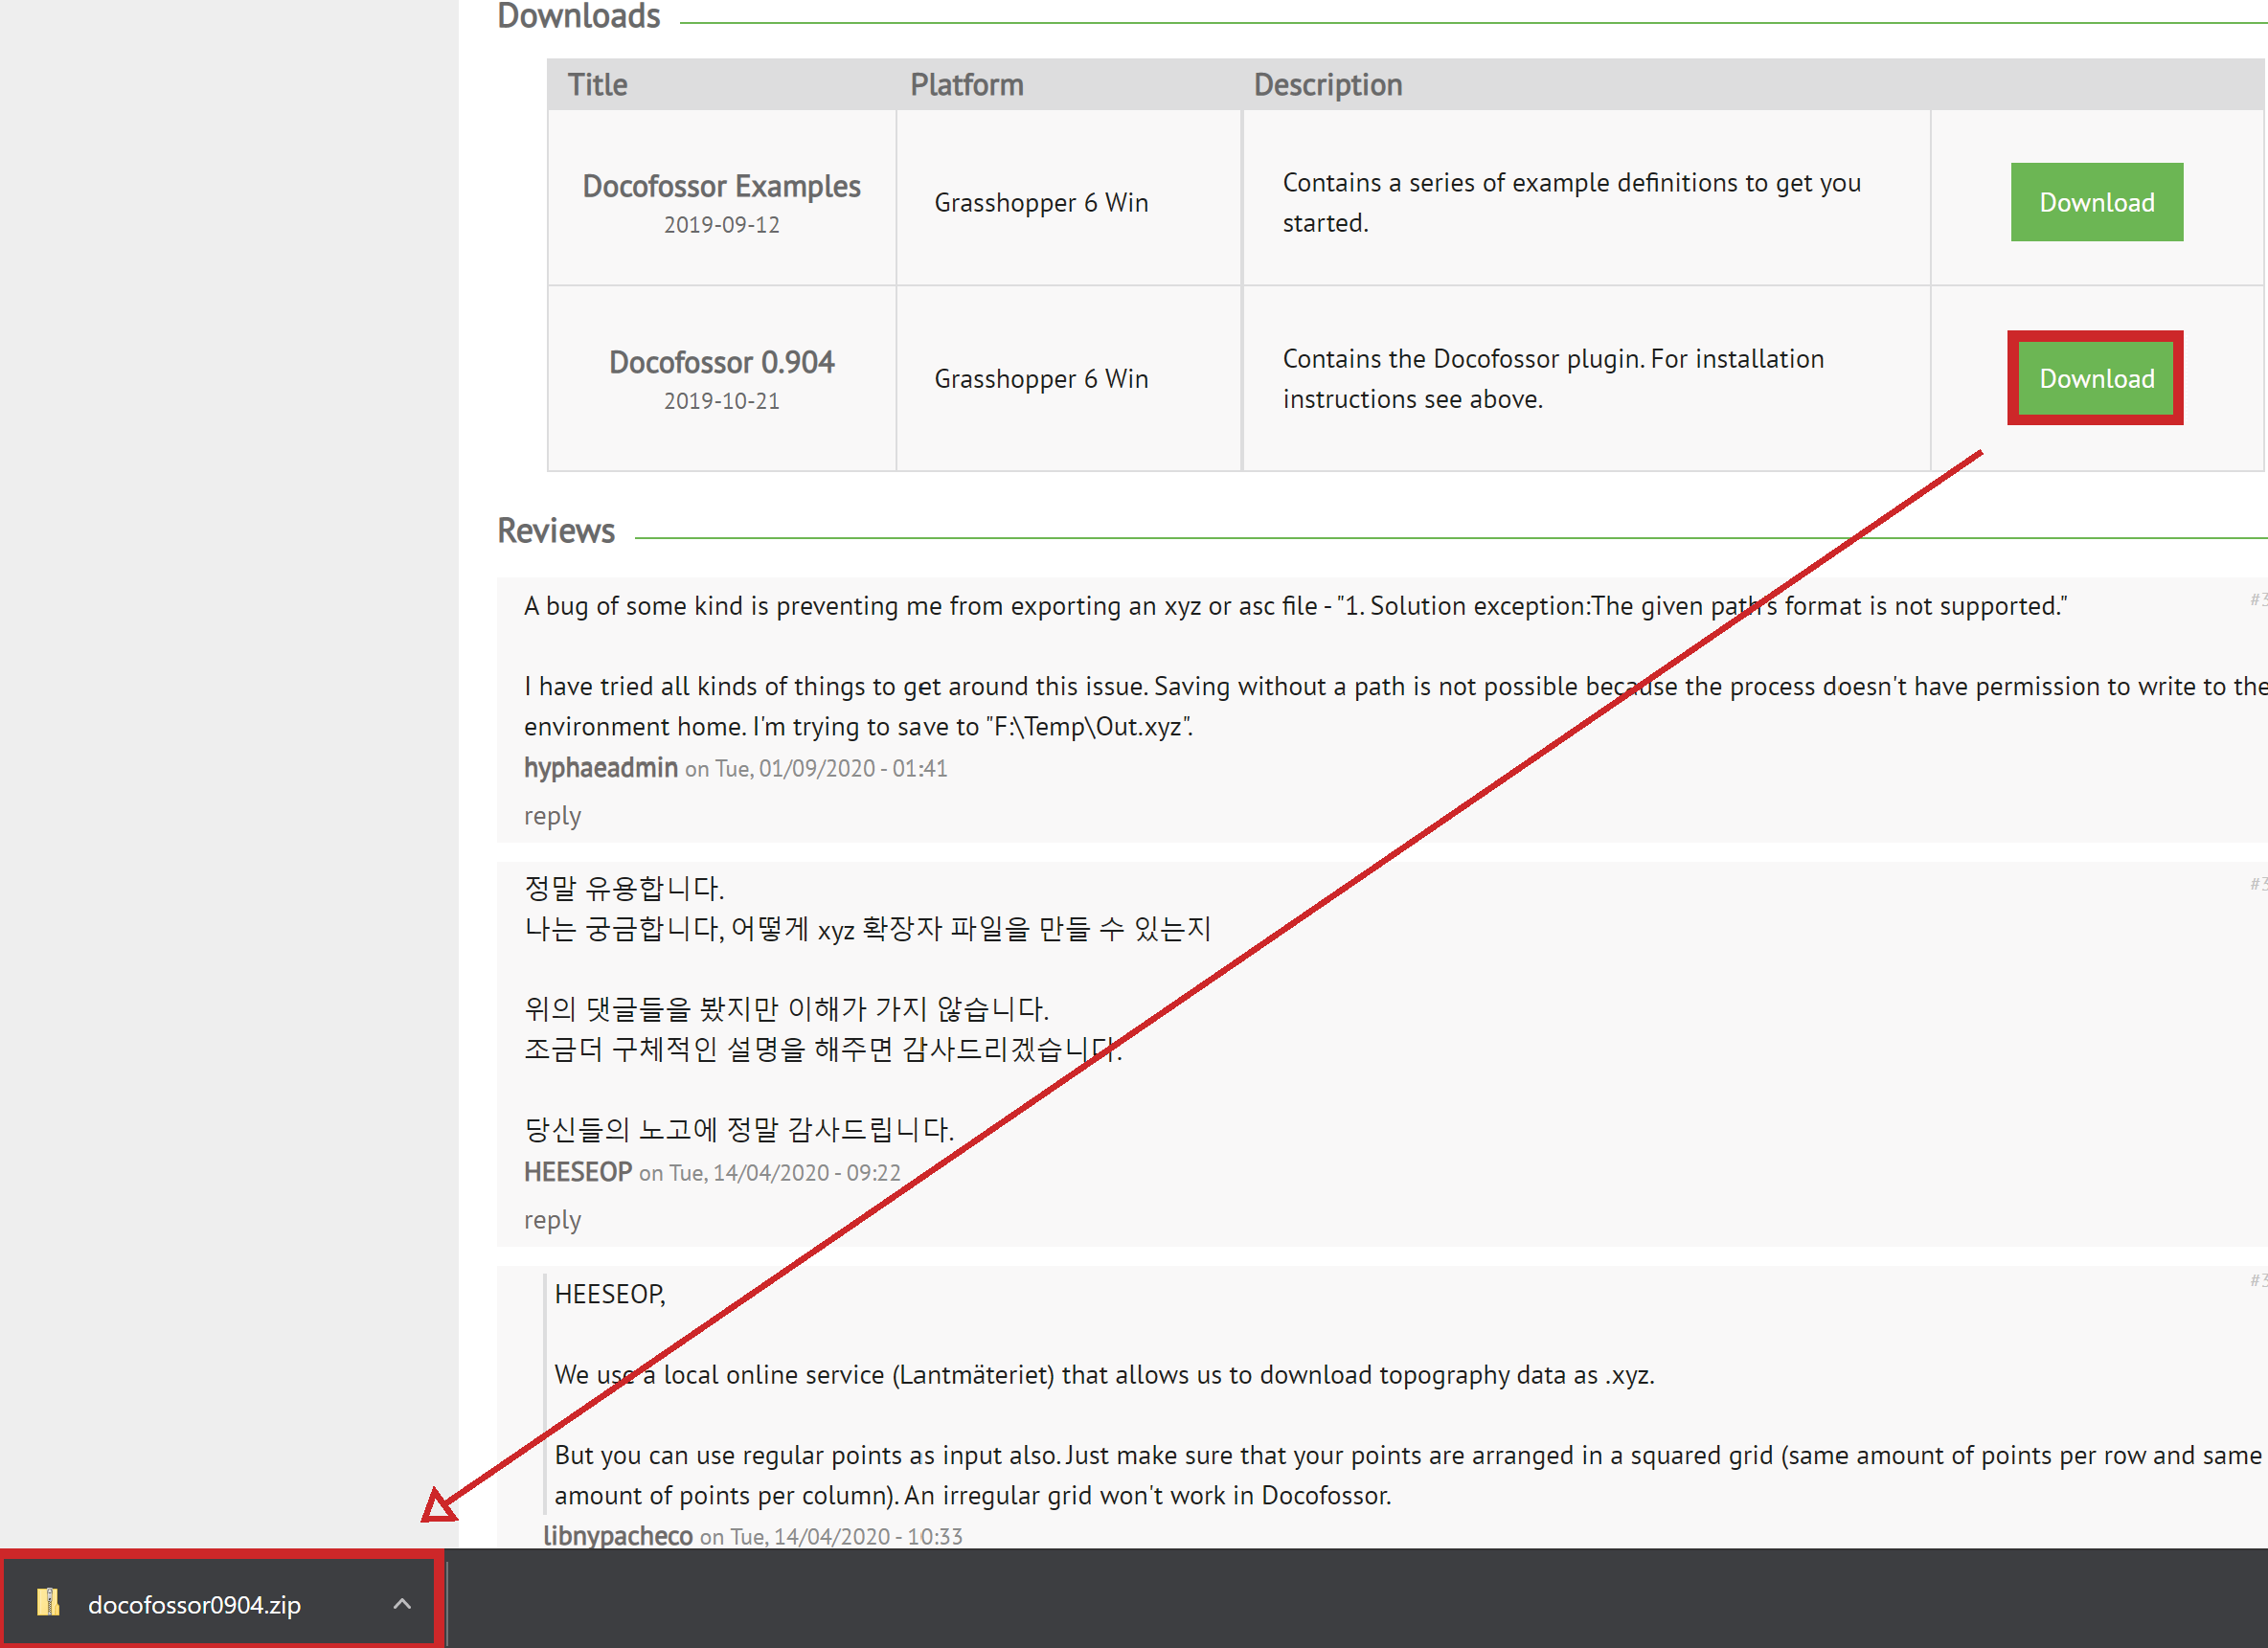 Downloads
Title Platform Description
Docofossor Examples
2019-09-12
Grasshopper 6 Win
Contains a series of example definitions to get you
started.
Download
Docofossor 0.904
2019-10-21
Grasshopper 6 Win
Contains the Docofossor plugin. For installation
instructions see above.
Download
Reviews
A bug of some kind is preventing me from exporting an xyz or asc file - "1. Solution exception:The given path's format is not supported."
I have tried all kinds of things to get around this issue. Saving without a path is not possible because the process doesn't have permission to write to the
environment home. I'm trying to save to "F:\Temp\Out.xyz".
hyphaeadmin on Tue, 01/09/2020 - 01:41
reply
정말 유용합니다.
나는 궁금합니다, 어떻게 xyz 확장자 파일을 만들 수 있는지
위의 댓글들을 봤지만 이해가 가지 않습니다.
조금더 구체적인 설명을 해주면 감사드리겠습니다.
당신들의 노고에 정말 감사드립니다.
HEESEOP on Tue, 14/04/2020 - 09:22
reply
HEESEOP,
We use a local online service (Lantmäteriet) that allows us to download topography data as .xyz.
But you can use regular points as input also. Just make sure that your points are arranged in a squared grid (same amount of points per row and same
amount of points per column). An irregular grid won't work in Docofossor.
libnypacheco on Tue, 14/04/2020 - 10:33
docofossor0904.zip